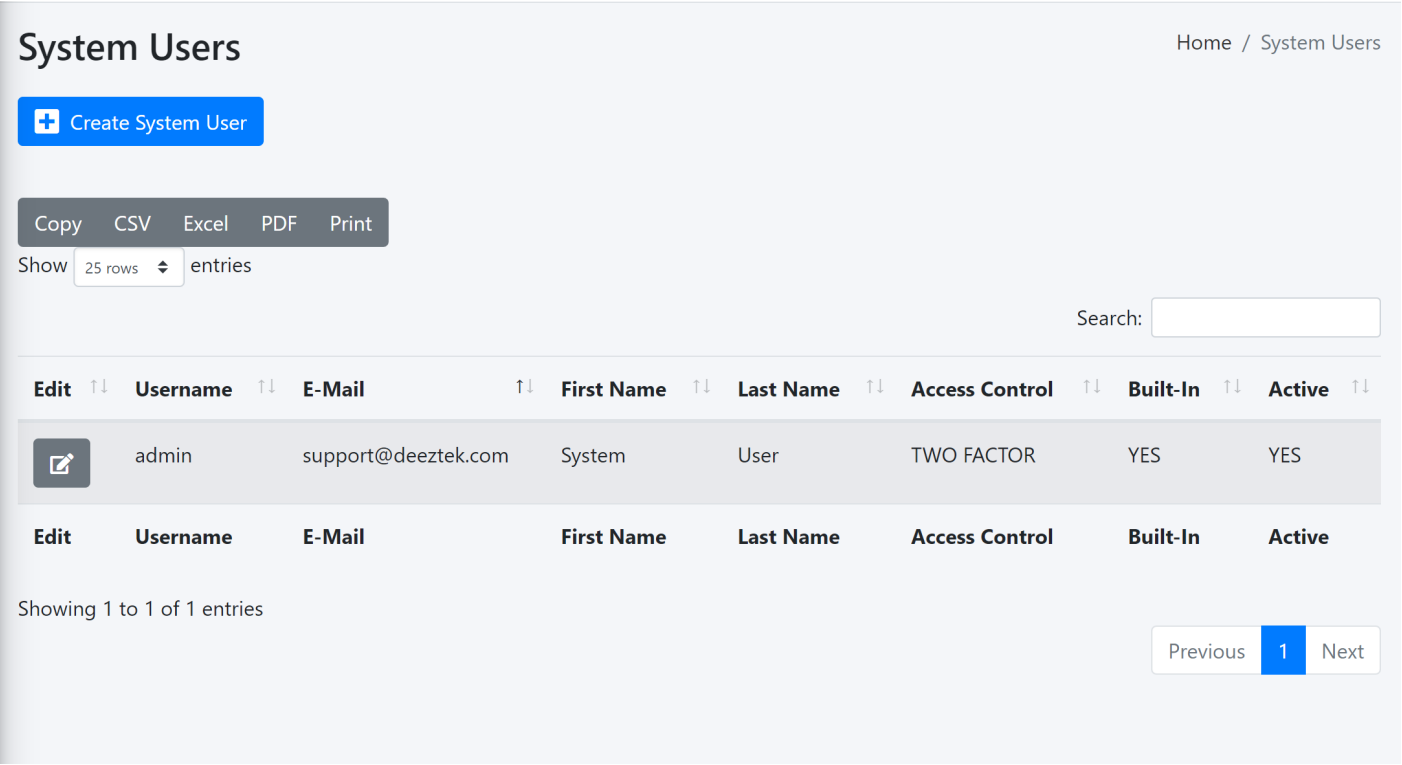 System Users
Home / System Users
Create System User
Copy CSV Excel PDF Print
Show 25 rows entries
Search:
Edit Username E-Mail First Name Last Name Access Control Built-In Active
admin support@deeztek.com System User TWO FACTOR YES YES
Edit Username E-Mail First Name Last Name Access Control Built-In Active
Showing 1 to 1 of 1 entries
Previous 1 Next